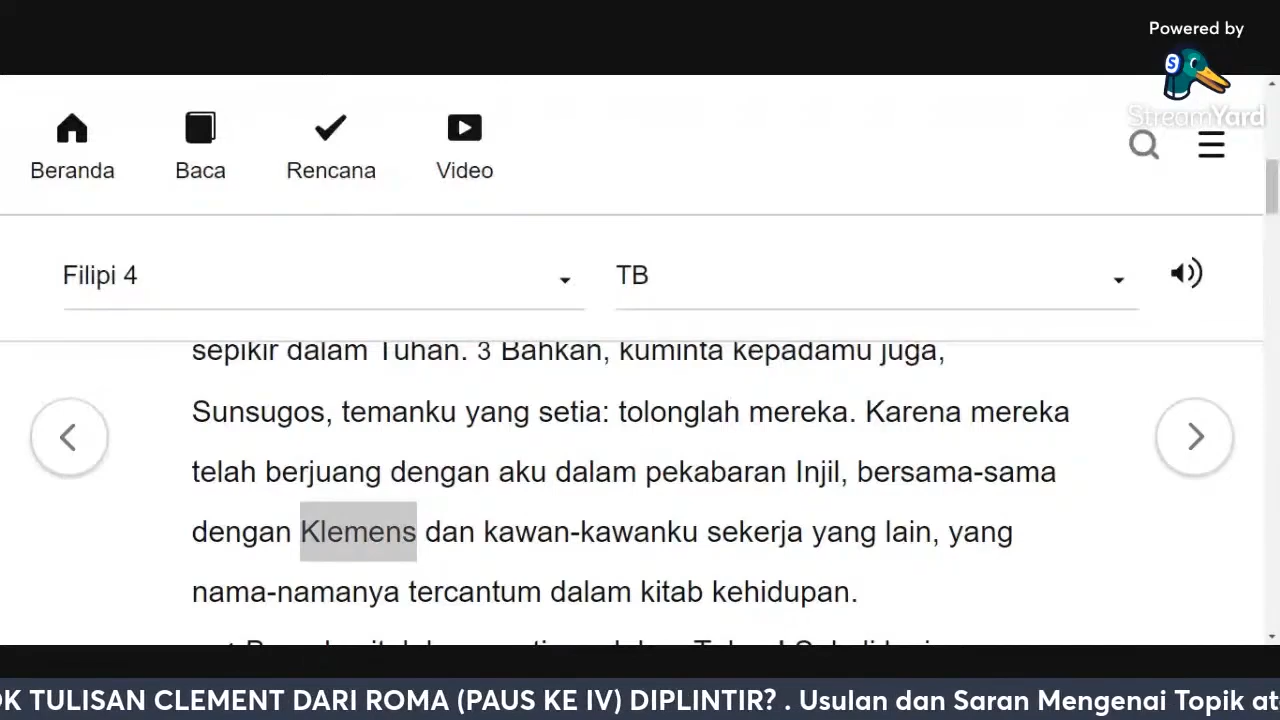 Powered by
StreamYard
Beranda Baca Rencana Video
Filipi 4 TB
sepikir dalam Tuhan. 3 Bahkan, kuminta kepadamu juga,
Sunsugos, temanku yang setia: tolonglah mereka. Karena mereka
telah berjuang dengan aku dalam pekabaran Injil, bersama-sama
dengan Klemens dan kawan-kawanku sekerja yang lain, yang
nama-namanya tercantum dalam kitab kehidupan.
TULISAN CLEMENT DARI ROMA (PAUS KE IV) DIPLINTIR? . Usulan dan Saran Mengenai Topik